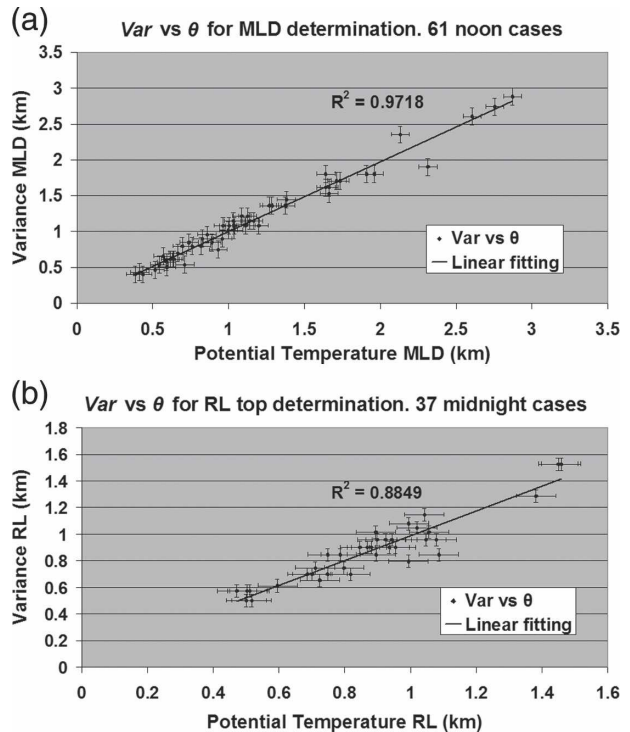 (a)
Var vs θ for MLD determination. 61 noon cases
3.5
3
2.5
2
1.5
1
0.5
0
Variance MLD (km)
R² = 0.9718
Var vs θ
Linear fitting
0 0.5 1 1.5 2 2.5 3 3.5
Potential Temperature MLD (km)
(b)
Var vs θ for RL top determination. 37 midnight cases
1.8
1.6
1.4
1.2
1
0.8
0.6
0.4
0.2
0
Variance RL (km)
R² = 0.8849
Var vs θ
Linear fitting
0 0.2 0.4 0.6 0.8 1 1.2 1.4 1.6
Potential Temperature RL (km)